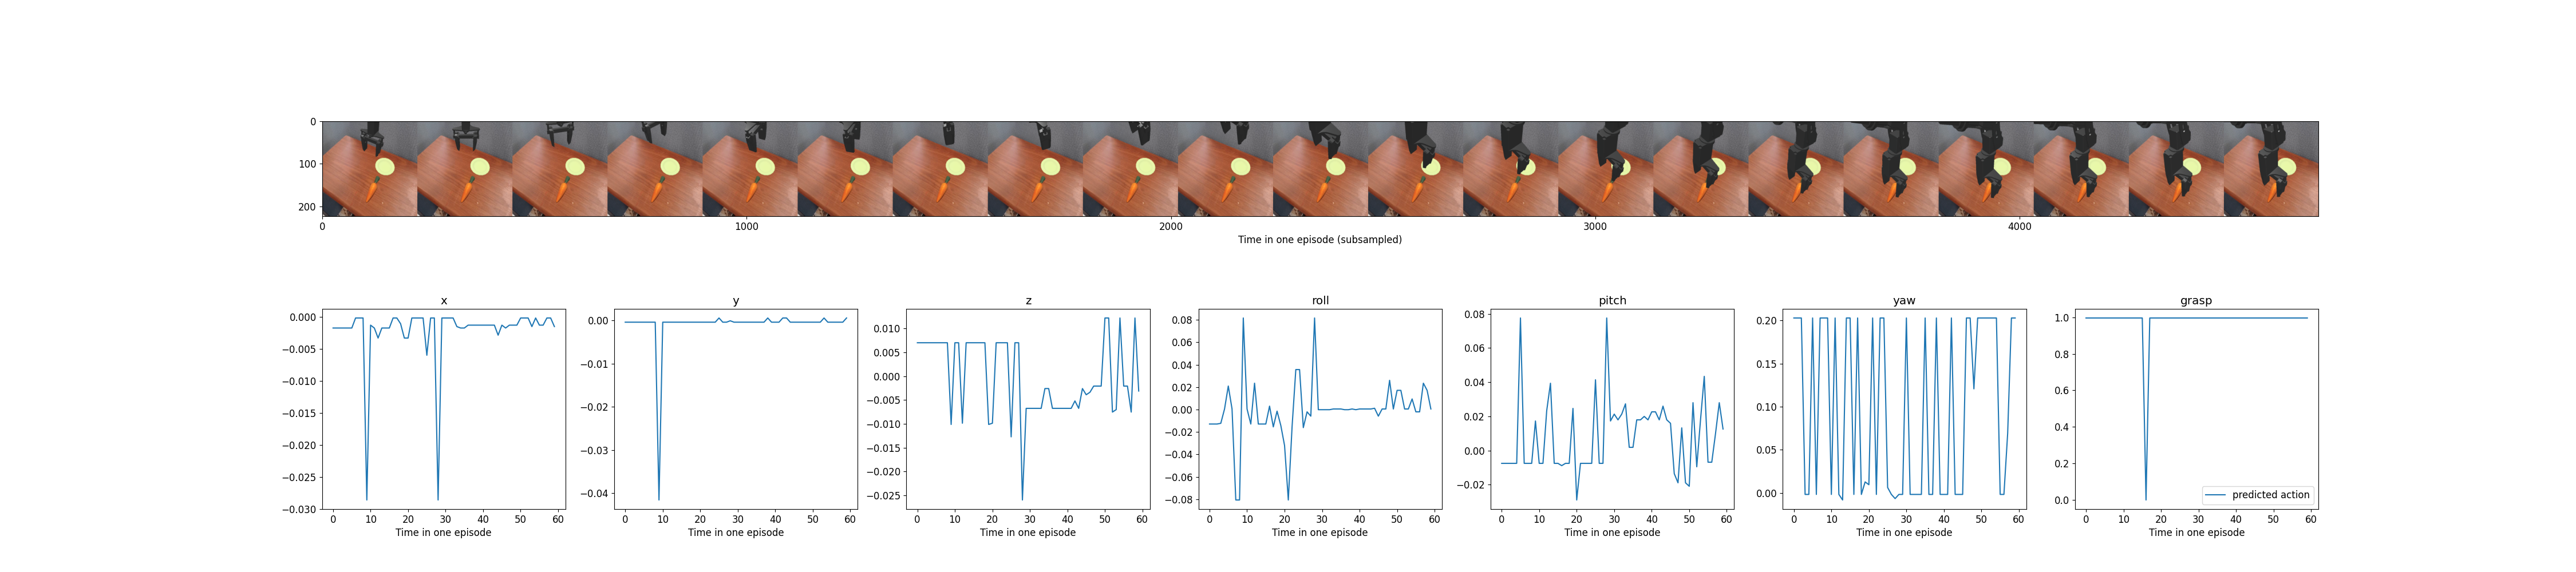 0
100
200
0 1000 2000 3000 4000
Time in one episode (subsampled)
x y z roll pitch yaw grasp
0.000
−0.005
−0.010
−0.015
−0.020
−0.025
−0.030
0 10 20 30 40 50 60
Time in one episode
0.00
−0.01
−0.02
−0.03
−0.04
0 10 20 30 40 50 60
Time in one episode
0.010
0.005
0.000
−0.005
−0.010
−0.015
−0.020
−0.025
0 10 20 30 40 50 60
Time in one episode
0.08
0.06
0.04
0.02
0.00
−0.02
−0.04
−0.06
−0.08
0 10 20 30 40 50 60
Time in one episode
0.08
0.06
0.04
0.02
0.00
−0.02
0 10 20 30 40 50 60
Time in one episode
0.20
0.15
0.10
0.05
0.00
0 10 20 30 40 50 60
Time in one episode
1.0
0.8
0.6
0.4
0.2
0.0
predicted action
0 10 20 30 40 50 60
Time in one episode